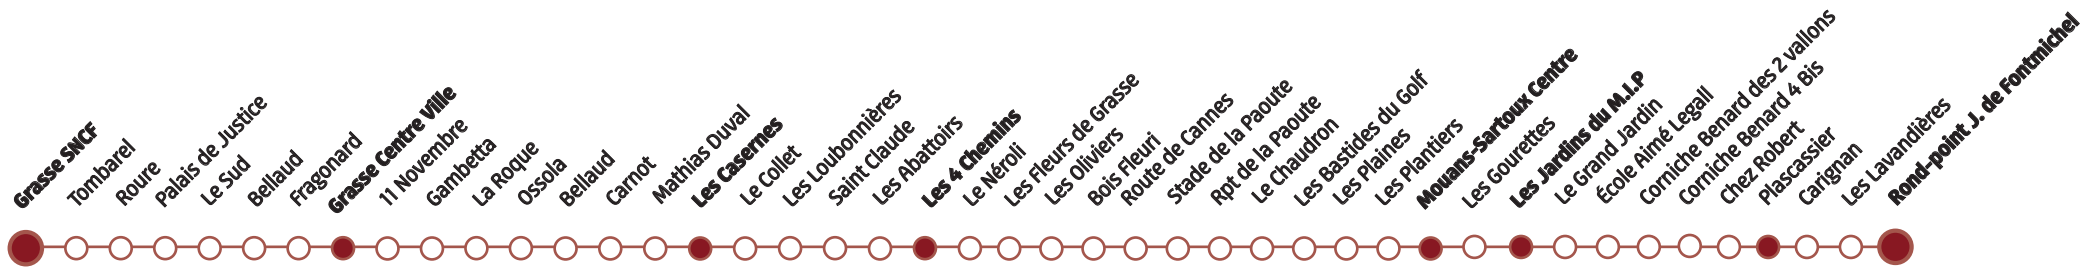 Grasse SNCF
Tombarel
Roure
Palais de Justice
Le Sud
Bellaud
Fragonard
Grasse Centre Ville
11 Novembre
Gambetta
La Roque
Ossola
Bellaud
Carnot
Mathias Duval
Les Casernes
Le Collet
Les Loubonnières
Saint Claude
Les Abattoirs
Les 4 Chemins
Le Néroli
Les Fleurs de Grasse
Les Oliviers
Bois Fleuri
Route de Cannes
Stade de la Paoute
Rpt de la Paoute
Le Chaudron
Les Bastides du Golf
Les Plaines
Les Plantiers
Mouans-Sartoux Centre
Les Gourettes
Les Jardins du M.I.P
Le Grand Jardin
École Aimé Legall
Corniche Benard des 2 vallons
Corniche Benard 4 Bis
Chez Robert
Plascassier
Carignan
Les Lavandières
Rond-point J. de Fontmichel